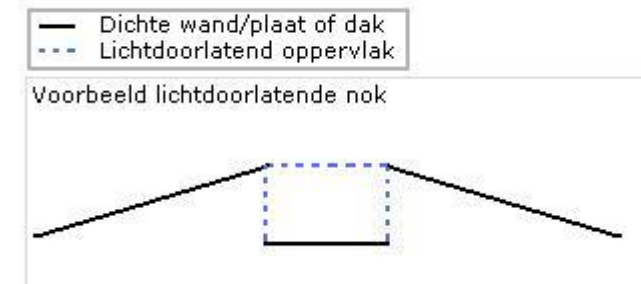 Dichte wand/plaat of dak
Lichtdoorlatend oppervlak
Voorbeeld lichtdoorlatende nok